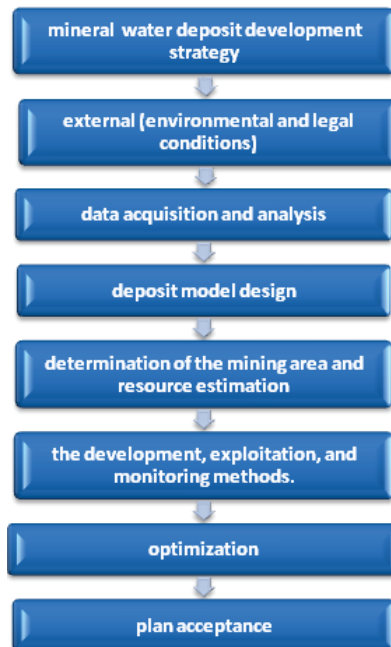 mineral water deposit development
strategy
external (environmental and legal
conditions)
data acquisition and analysis
deposit model design
determination of the mining area and
resource estimation
the development, exploitation, and
monitoring methods.
optimization
plan acceptance